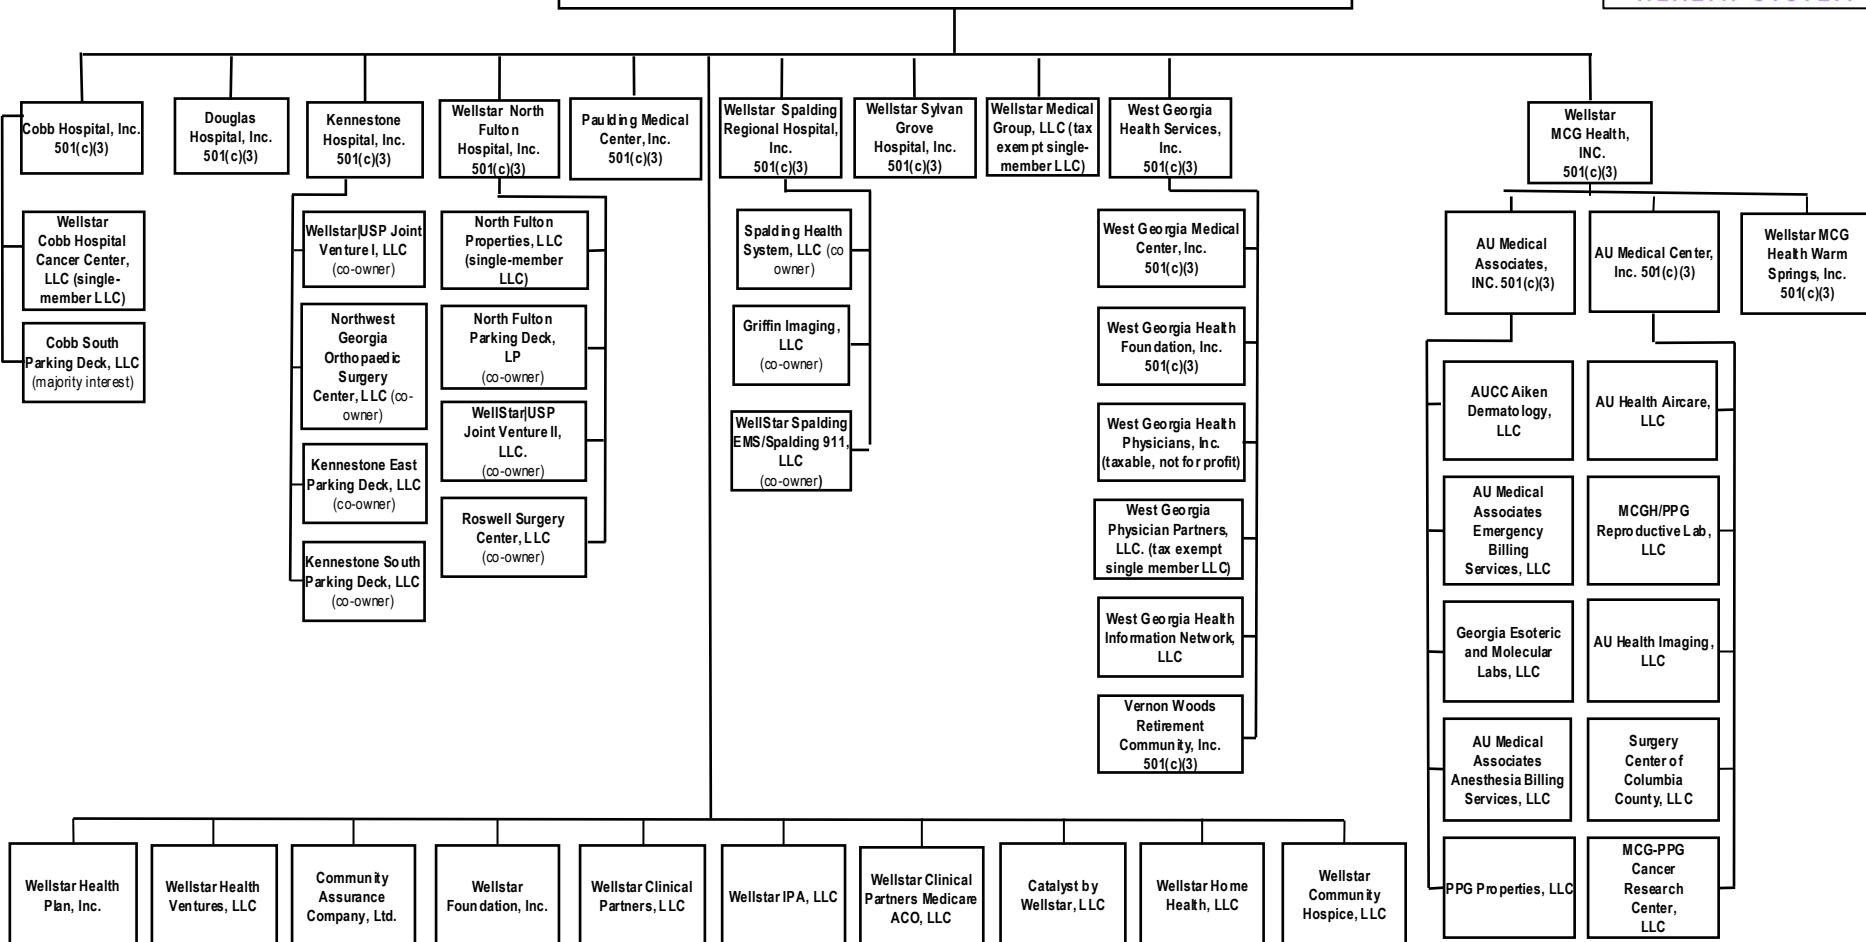 HEALTH SYSTEM
Cobb Hospital, Inc.
501(c)(3)
Douglas
Hospital, Inc.
501(c)(3)
Kennestone
Hospital, Inc.
501(c)(3)
Wellstar North
Fulton
Hospital, Inc.
501(c)(3)
Paulding Medical
Center, Inc.
501(c)(3)
Wellstar Spalding
Regional Hospital,
Inc.
501(c)(3)
Wellstar Sylvan
Grove
Hospital, Inc.
501(c)(3)
Wellstar Medical
Group, LLC (tax
exempt single-
member LLC)
West Georgia
Health Services,
Inc.
501(c)(3)
Wellstar
MCG Health,
INC.
501(c)(3)
Wellstar
Cobb Hospital
Cancer Center,
LLC (single-
member LLC)
Cobb South
Parking Deck, LLC
(majority interest)
Wellstar|USP Joint
Venture I, LLC
(co-owner)
Northwest
Georgia
Orthopaedic
Surgery
Center, LLC (co-
owner)
Kennestone East
Parking Deck, LLC
(co-owner)
Kennestone South
Parking Deck, LLC
(co-owner)
North Fulton
Properties, LLC
(single-member
LLC)
North Fulton
Parking Deck,
LP
(co-owner)
WellStar|USP
Joint Venture II,
LLC.
(co-owner)
Roswell Surgery
Center, LLC
(co-owner)
Spalding Health
System, LLC (co
owner)
Griffin Imaging,
LLC
(co-owner)
WellStar Spalding
EMS/Spalding 911,
LLC
(co-owner)
West Georgia Medical
Center, Inc.
501(c)(3)
West Georgia Health
Foundation, Inc.
501(c)(3)
West Georgia Health
Physicians, Inc.
(taxable, not for profit)
West Georgia
Physician Partners,
LLC. (tax exempt
single member LLC)
West Georgia Health
Information Network,
LLC
Vernon Woods
Retirement
Community, Inc.
501(c)(3)
AU Medical
Associates,
INC. 501(c)(3)
AU Medical Center,
Inc. 501(c)(3)
Wellstar MCG
Health Warm
Springs, Inc.
501(c)(3)
AUCC Aiken
Dermatology,
LLC
AU Medical
Associates
Emergency
Billing
Services, LLC
Georgia Esoteric
and Molecular
Labs, LLC
AU Medical
Associates
Anesthesia Billing
Services, LLC
PPG Properties, LLC
AU Health Aircare,
LLC
MCGH/PPG
Reproductive Lab,
LLC
AU Health Imaging,
LLC
Surgery
Center of
Columbia
County, LLC
MCG-PPG
Cancer
Research
Center,
LLC
Wellstar Health
Plan, Inc.
Wellstar Health
Ventures, LLC
Community
Assurance
Company, Ltd.
Wellstar
Foundation, Inc.
Wellstar Clinical
Partners, LLC
Wellstar IPA, LLC
Wellstar Clinical
Partners Medicare
ACO, LLC
Catalyst by
Wellstar, LLC
Wellstar Home
Health, LLC
Wellstar
Community
Hospice, LLC